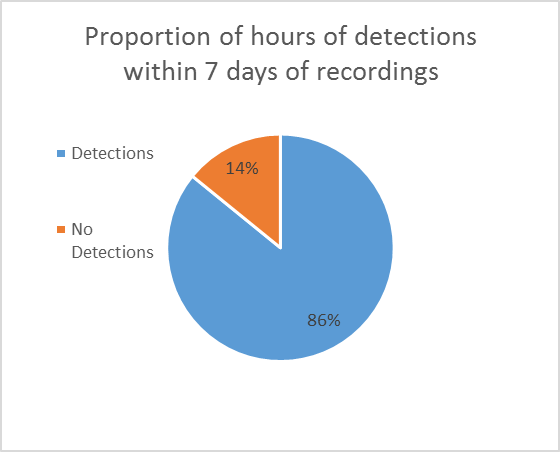 Proportion of hours of detections
within 7 days of recordings
Detections
14%
No
Detections
86%